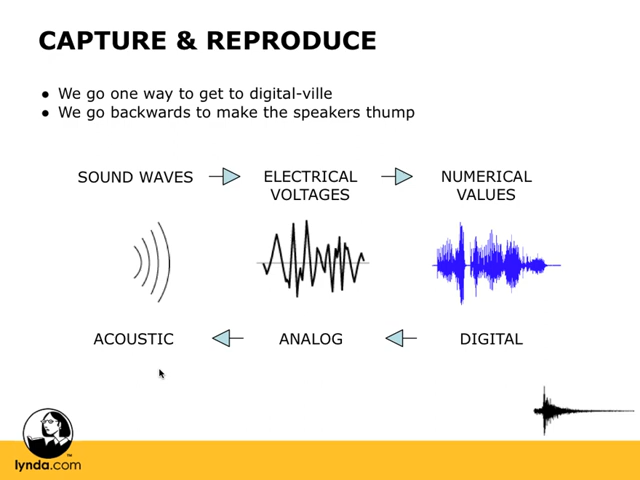 CAPTURE & REPRODUCE
● We go one way to get to digital-ville
● We go backwards to make the speakers thump
SOUND WAVES
ELECTRICAL
VOLTAGES
NUMERICAL
VALUES
ACOUSTIC
ANALOG
DIGITAL
lynda.com